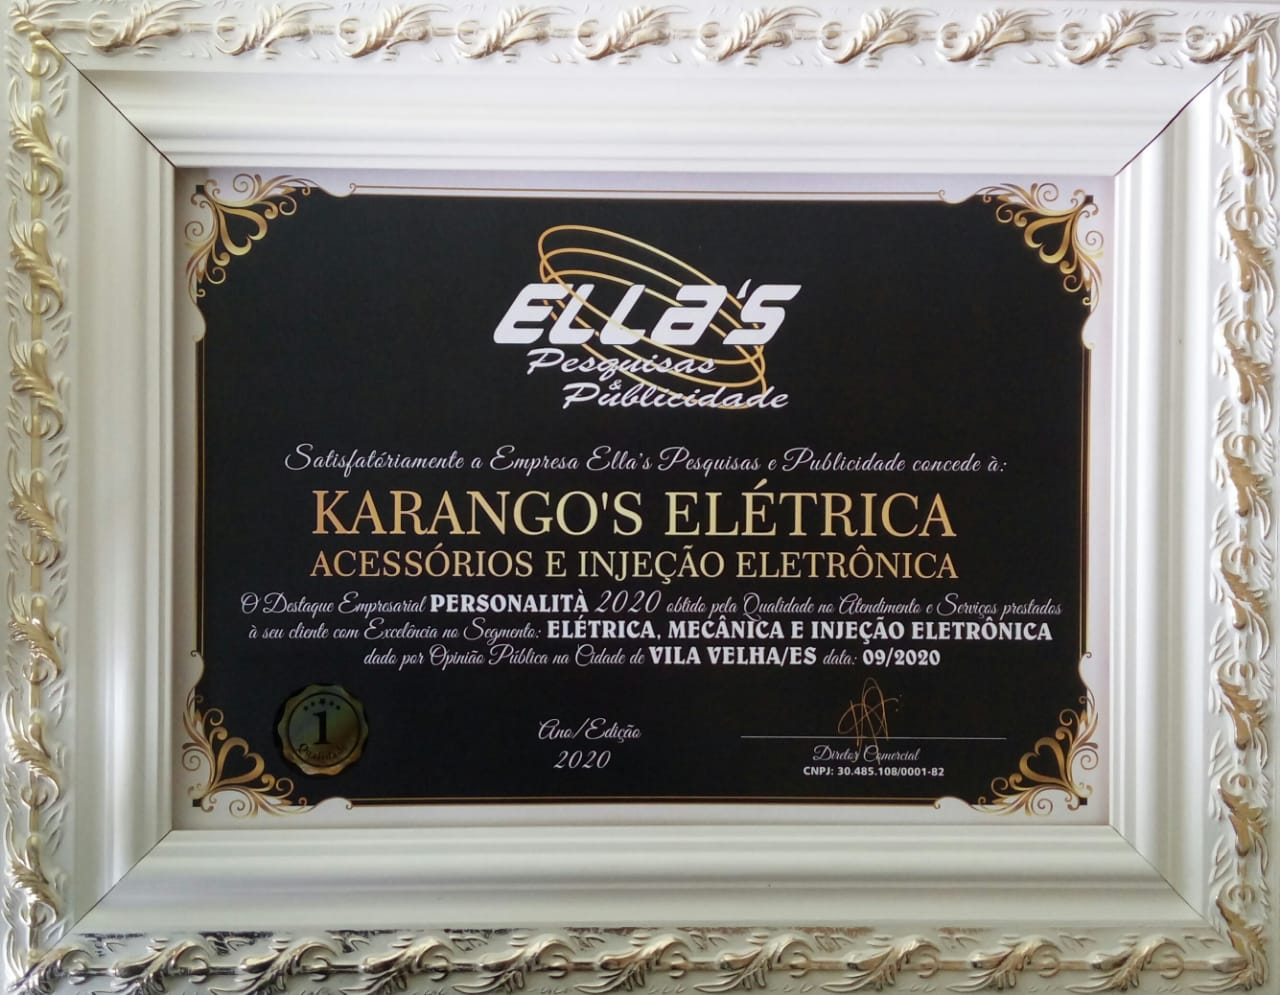 ELLA'S
Pesquisas
&
Publicidade
Satisfatóriamente a Empresa Ella's Pesquisas e Publicidade concede à:
KARANGO'S ELÉTRICA
ACESSÓRIOS E INJEÇÃO ELETRÔNICA
O Destaque Empresarial PERSONALITÀ 2020 obtido pela Qualidade no Atendimento e Serviços prestados
à seu cliente com Excelência no Segmento: ELÉTRICA, MECÂNICA E INJEÇÃO ELETRÔNICA
dado por Opinião Pública na Cidade de VILA VELHA/ES data: 09/2020
1
Qualidade
Ano/Edição
2020
Diretor Comercial
CNPJ: 30.485.108/0001-82